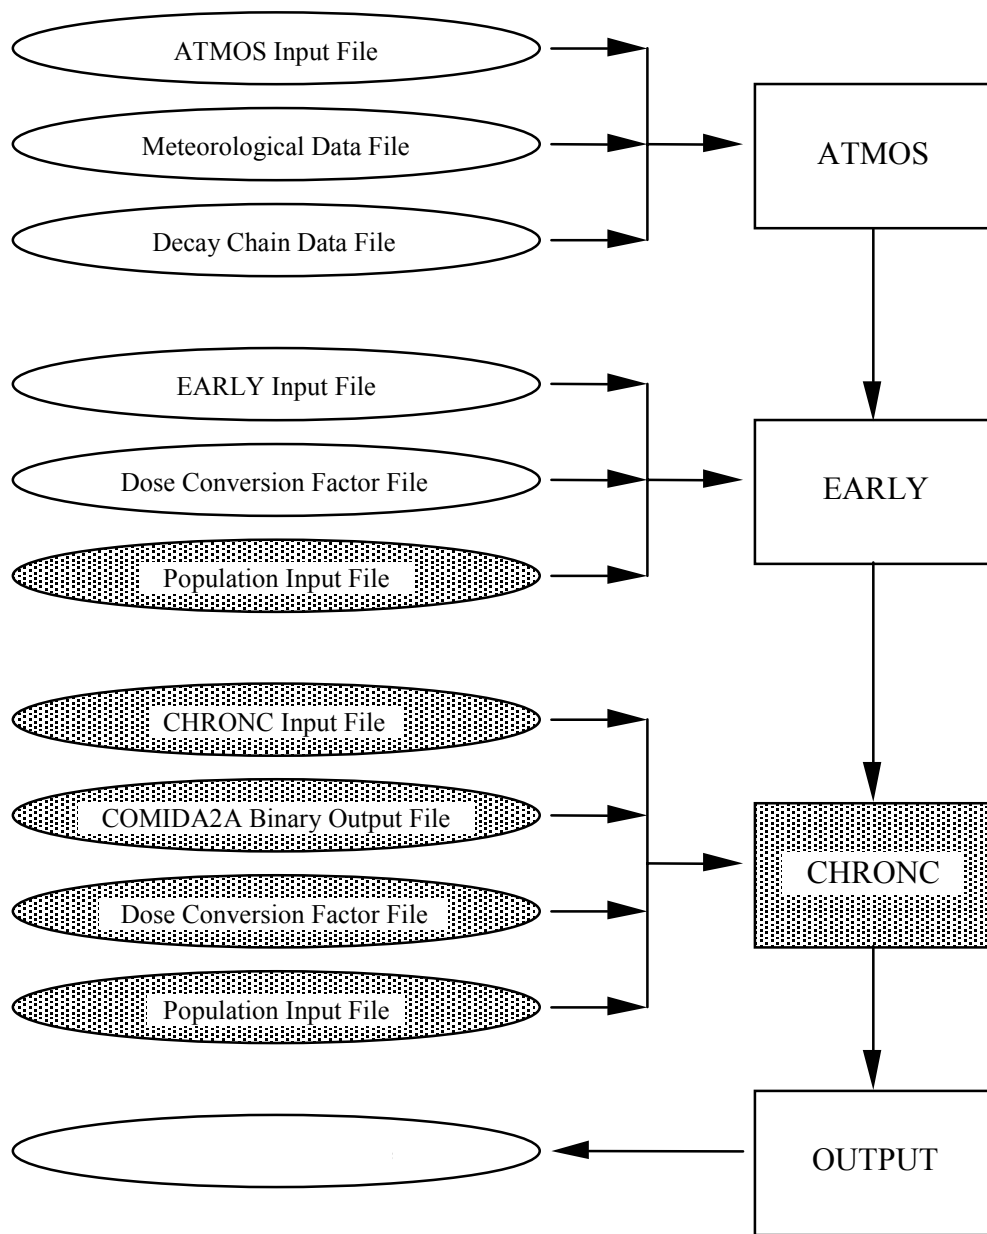 ATMOS Input File
Meteorological Data File
Decay Chain Data File
ATMOS
EARLY Input File
Dose Conversion Factor File
Population Input File
EARLY
CHRONC Input File
COMIDA2A Binary Output File
Dose Conversion Factor File
Population Input File
CHRONC
OUTPUT